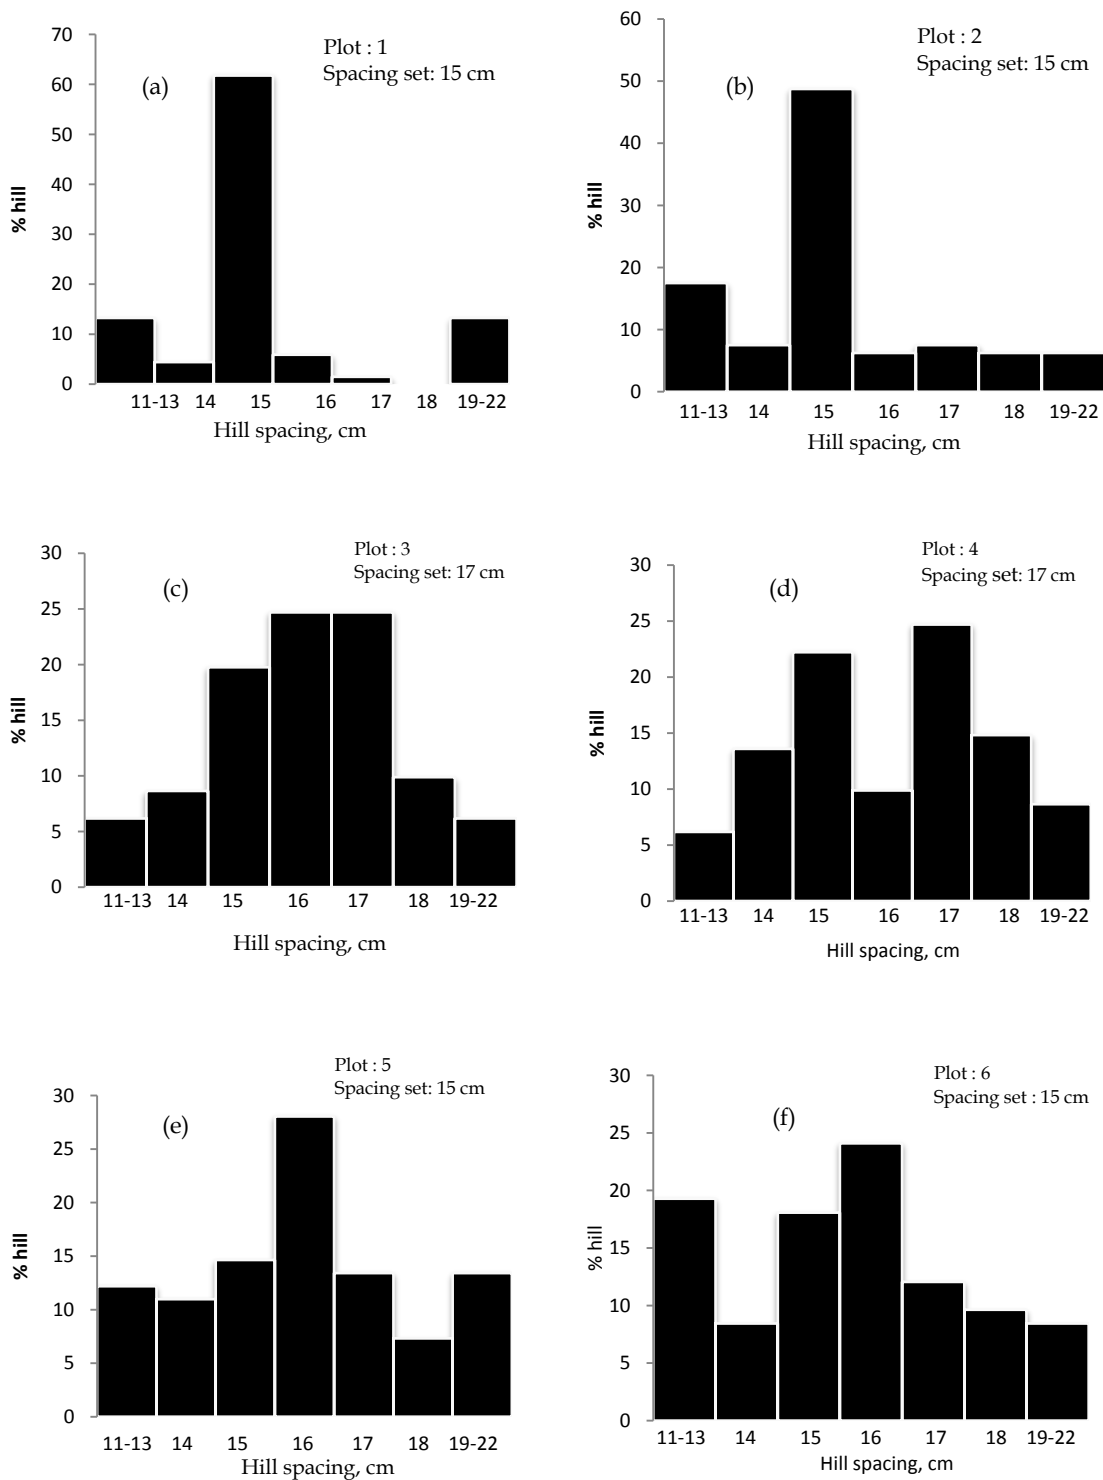 Plot : 1
Spacing set: 15 cm
(a)
70
60
50
40
30
20
10
0
% hill
11-13 14 15 16 17 18 19-22
Hill spacing, cm
Plot : 2
Spacing set: 15 cm
(b)
60
50
40
30
20
10
0
% hill
11-13 14 15 16 17 18 19-22
Hill spacing, cm
Plot : 3
Spacing set: 17 cm
(c)
30
25
20
15
10
5
0
% hill
11-13 14 15 16 17 18 19-22
Hill spacing, cm
Plot : 4
Spacing set: 17 cm
(d)
30
25
20
15
10
5
0
% hill
11-13 14 15 16 17 18 19-22
Hill spacing, cm
Plot : 5
Spacing set: 15 cm
(e)
30
25
20
15
10
5
0
% hill
11-13 14 15 16 17 18 19-22
Hill spacing, cm
Plot : 6
Spacing set : 15 cm
(f)
30
25
20
15
10
5
0
% hill
11-13 14 15 16 17 18 19-22
Hill spacing, cm